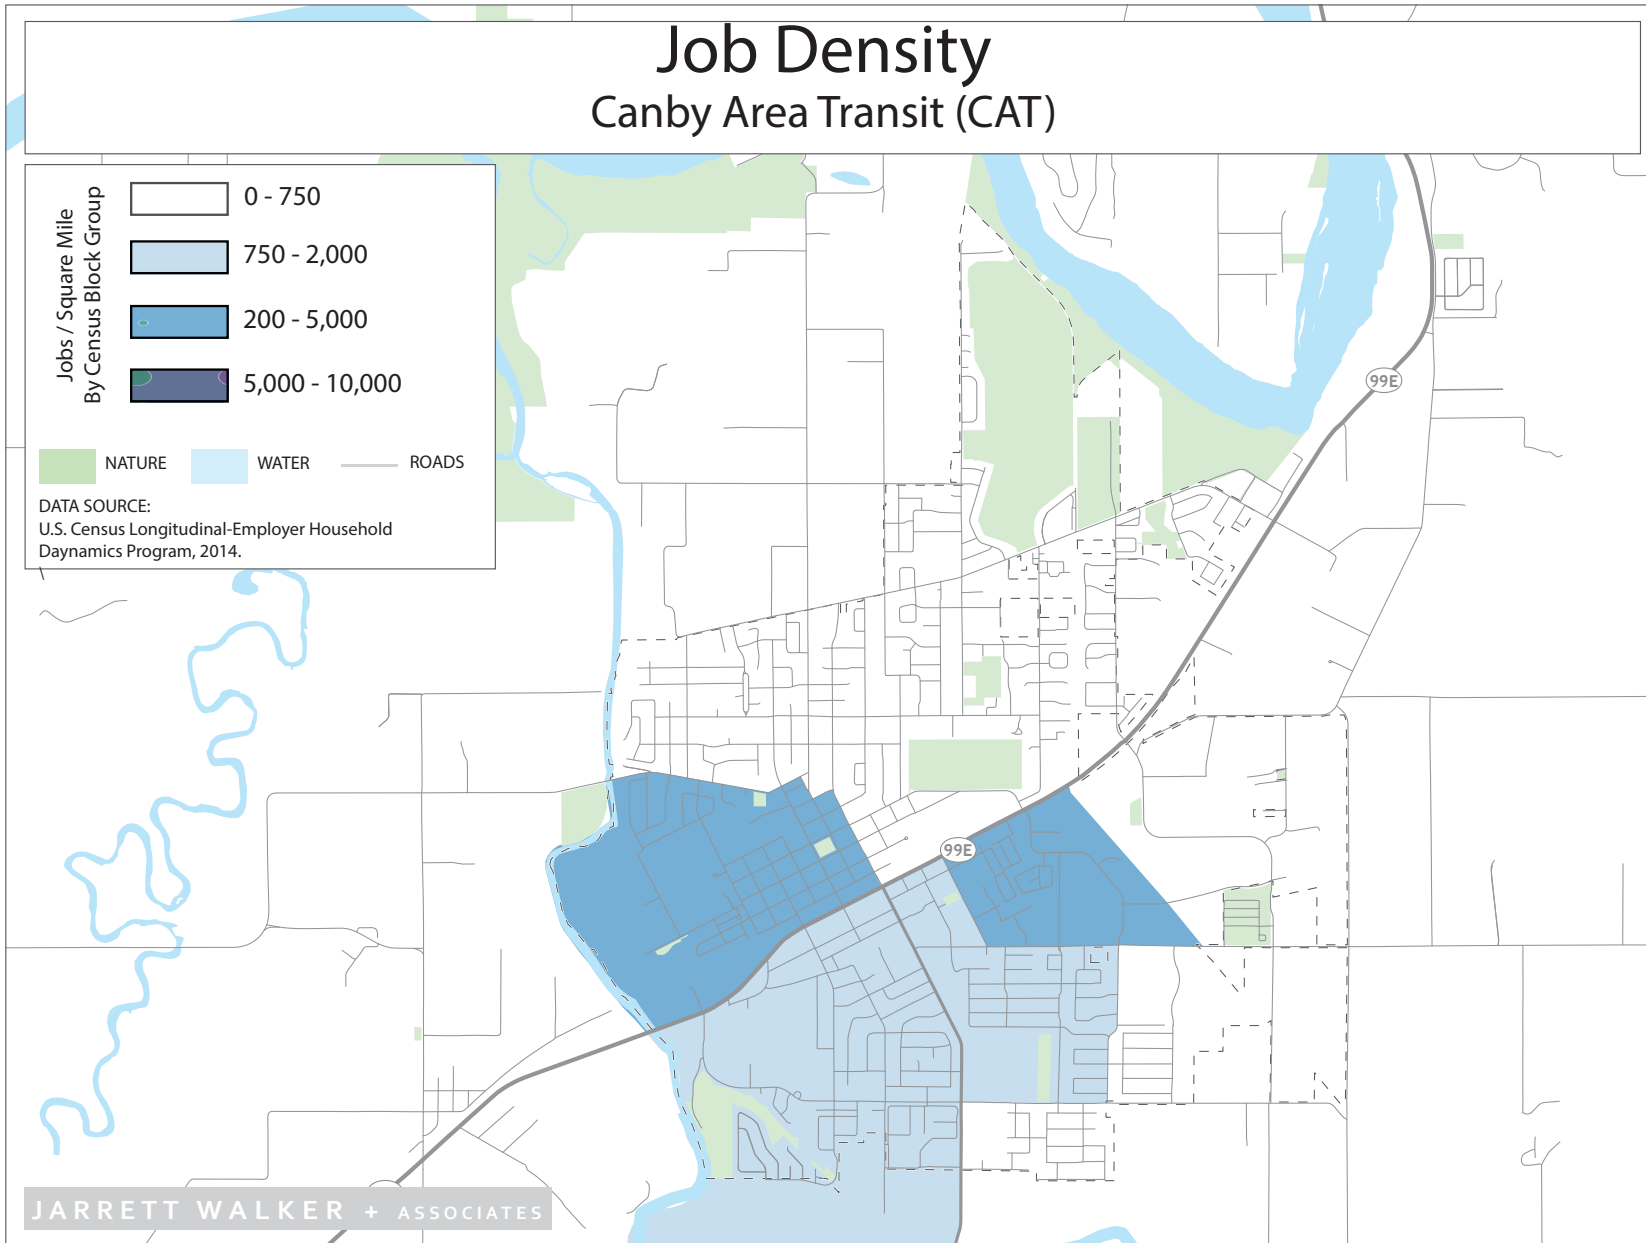 Job Density
Canby Area Transit (CAT)
Jobs / Square Mile
By Census Block Group
0 - 750
750 - 2,000
200 - 5,000
5,000 - 10,000
NATURE
WATER
ROADS
DATA SOURCE:
U.S. Census Longitudinal-Employer Household
Daynamics Program, 2014.
99E
99E
JARRETT WALKER + ASSOCIATES